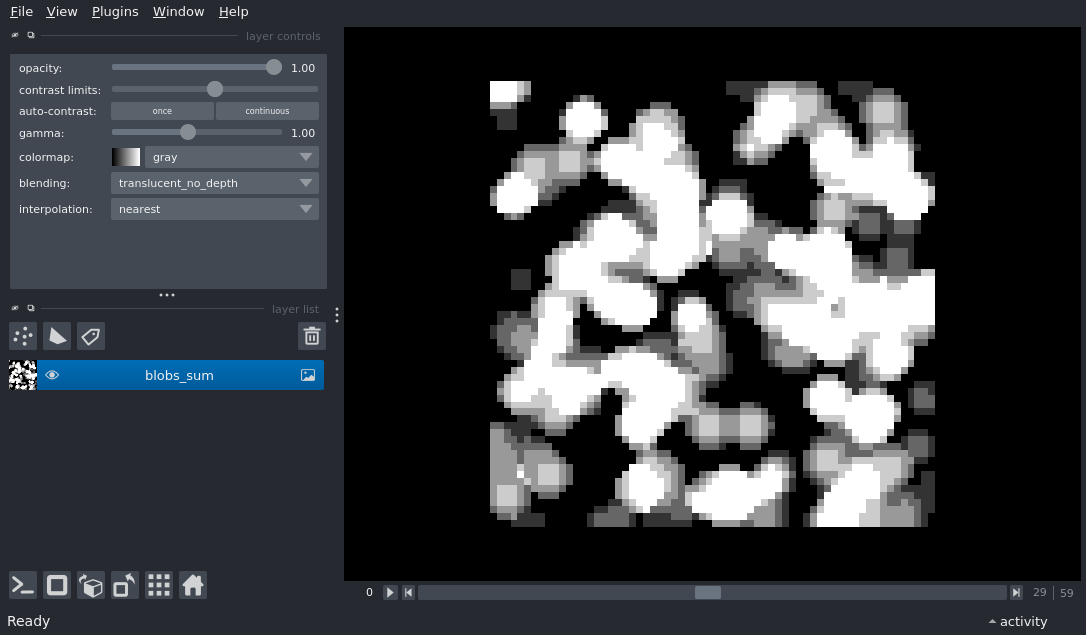 File View Plugins Window Help
layer controls
opacity: 1.00
contrast limits:
auto-contrast: once continuous
gamma: 1.00
colormap: gray
blending: translucent_no_depth
interpolation: nearest
layer list
blobs_sum
0 29 59
Ready activity